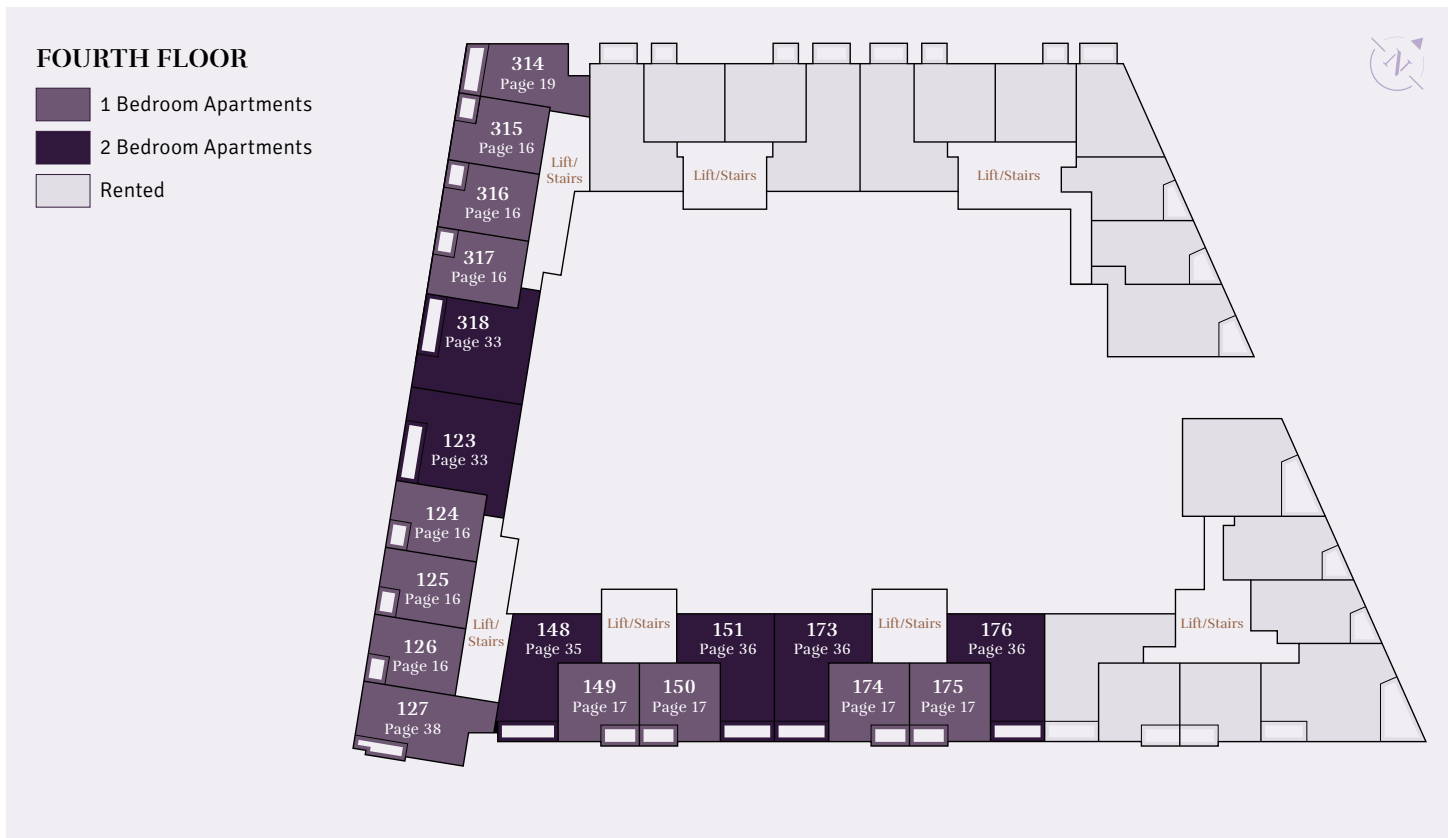 FOURTH FLOOR
1 Bedroom Apartments
2 Bedroom Apartments
Rented
N
314
Page 19
315
Page 16
316
Page 16
317
Page 16
318
Page 33
123
Page 33
124
Page 16
125
Page 16
126
Page 16
127
Page 38
Lift/
Stairs
Lift/Stairs
Lift/Stairs
Lift/
Stairs
148
Page 35
Lift/Stairs
151
Page 36
173
Page 36
Lift/Stairs
176
Page 36
Lift/Stairs
149
Page 17
150
Page 17
174
Page 17
175
Page 17